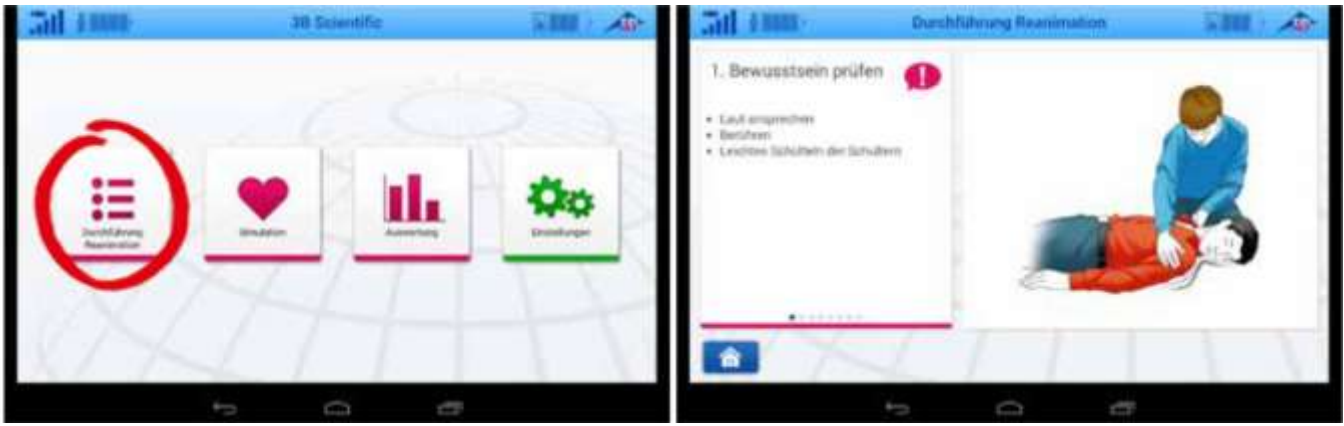 3B Scientific
Durchführung
Reanimation
Simulation
Auswertung
Einstellungen
Durchführung Reanimation
1. Bewusstsein prüfen
• Laut ansprechen
• Berühren
• Leichtes Schütteln der Schultern